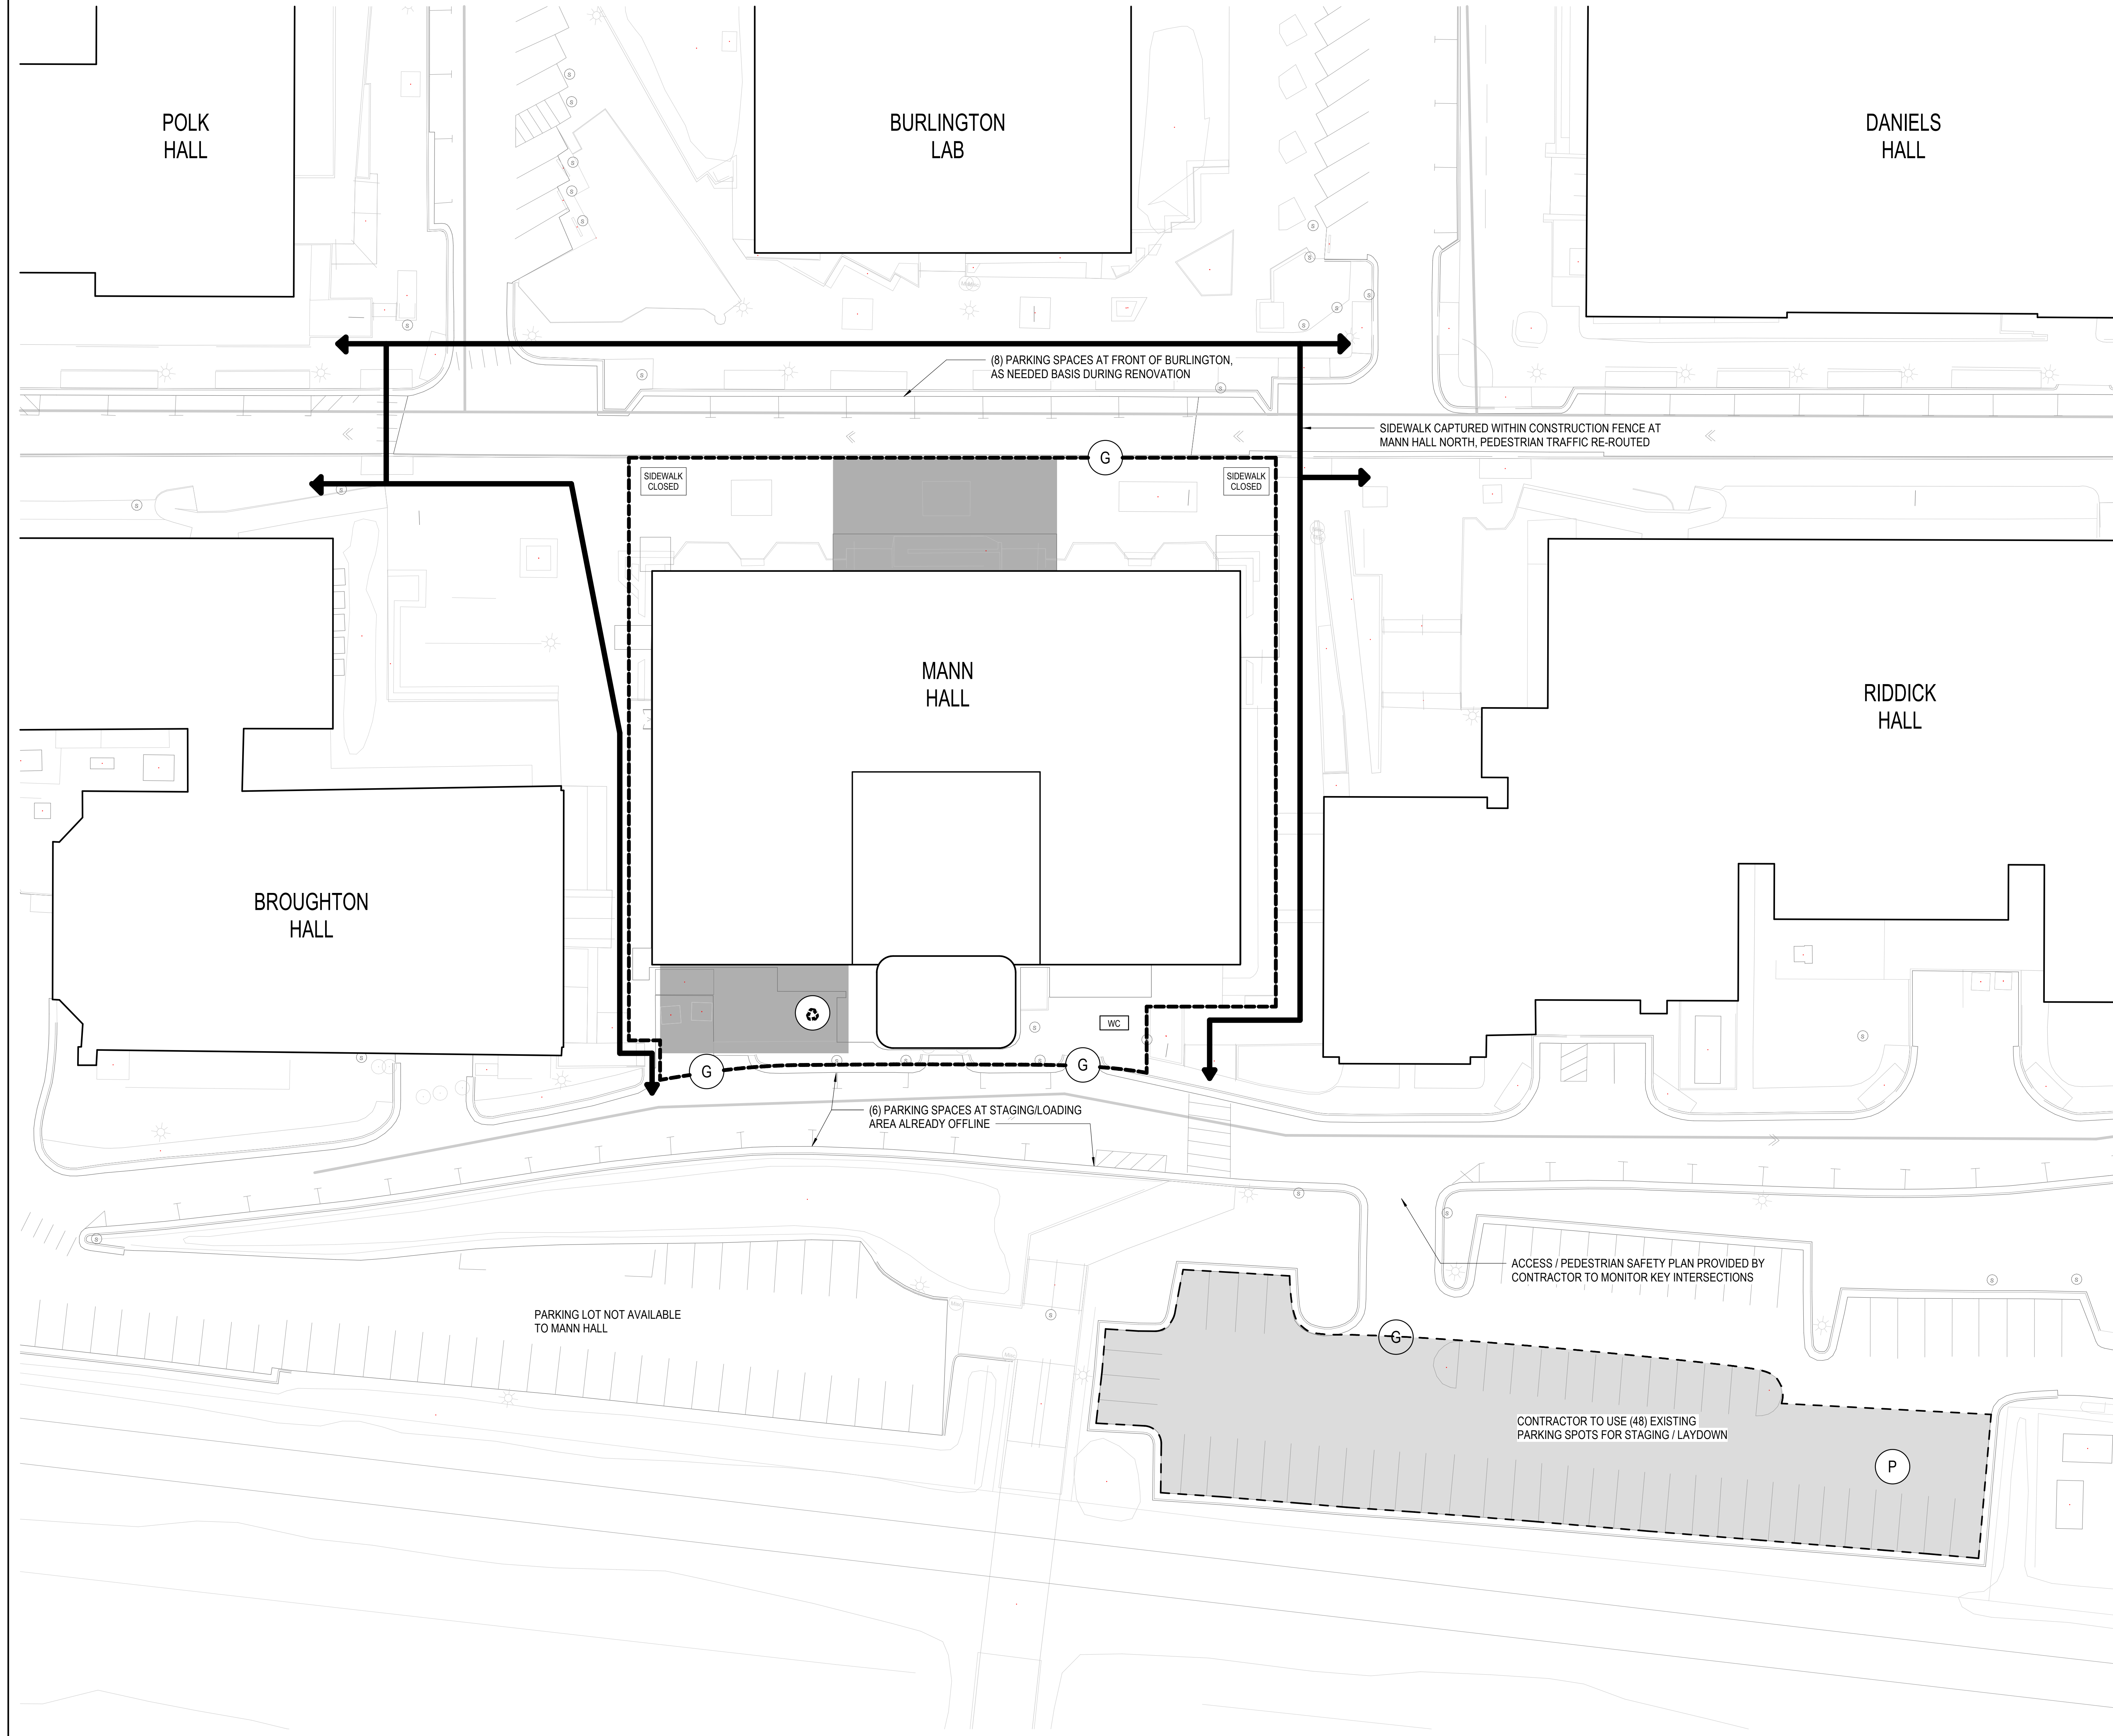 POLK
HALL
BURLINGTON
LAB
DANIELS
HALL
(8) PARKING SPACES AT FRONT OF BURLINGTON,
AS NEEDED BASIS DURING RENOVATION
SIDEWALK CAPTURED WITHIN CONSTRUCTION FENCE AT
MANN HALL NORTH, PEDESTRIAN TRAFFIC RE-ROUTED
G
SIDEWALK
CLOSED
SIDEWALK
CLOSED
MANN
HALL
RIDDICK
HALL
BROUGHTON
HALL
WC
G
G
(6) PARKING SPACES AT STAGING/LOADING
AREA ALREADY OFFLINE
ACCESS / PEDESTRIAN SAFETY PLAN PROVIDED BY
CONTRACTOR TO MONITOR KEY INTERSECTIONS
PARKING LOT NOT AVAILABLE
TO MANN HALL
G
CONTRACTOR TO USE (48) EXISTING
PARKING SPOTS FOR STAGING / LAYDOWN
P